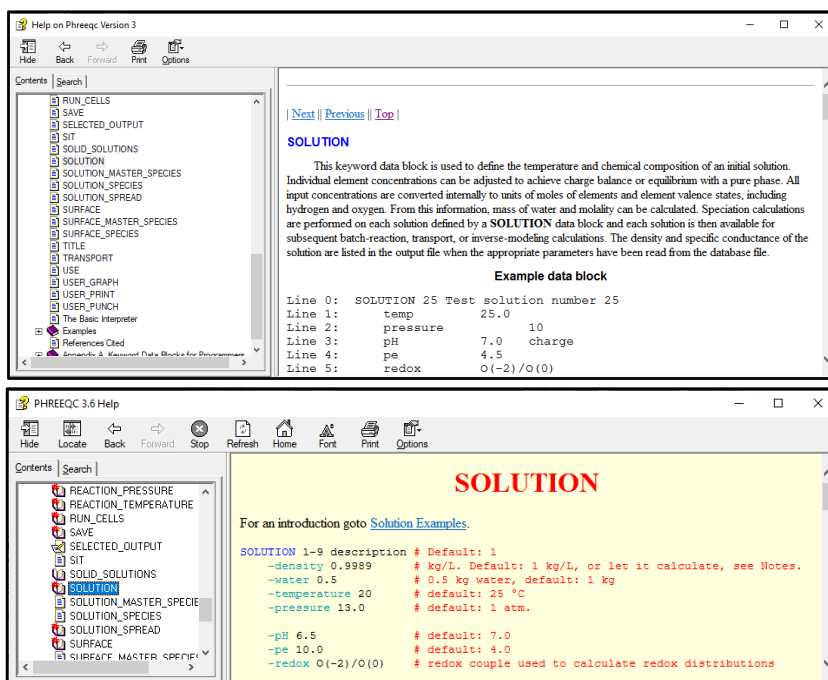 Help on Phreeqc Version 3
Hide Back Forward Print Options
Contents Search
RUN_CELLS
SAVE
SELECTED_OUTPUT
SIT
SOLID_SOLUTIONS
SOLUTION
SOLUTION_MASTER_SPECIES
SOLUTION_SPECIES
SOLUTION_SPREAD
SURFACE
SURFACE_MASTER_SPECIES
SURFACE_SPECIES
TITLE
TRANSPORT
USE
USER_GRAPH
USER_PRINT
USER_PUNCH
The Basic Interpreter
Examples
References Cited
Appendix A. Keyword Data Blocks for Programmers
| Next || Previous || Top |
SOLUTION
This keyword data block is used to define the temperature and chemical composition of an initial solution.
Individual element concentrations can be adjusted to achieve charge balance or equilibrium with a pure phase. All
input concentrations are converted internally to units of moles of elements and element valence states, including
hydrogen and oxygen. From this information, mass of water and molality can be calculated. Speciation calculations
are performed on each solution defined by a SOLUTION data block and each solution is then available for
subsequent batch-reaction, transport, or inverse-modeling calculations. The density and specific conductance of the
solution are listed in the output file when the appropriate parameters have been read from the database file.
Example data block
Line 0: SOLUTION 25 Test solution number 25
Line 1: temp 25.0
Line 2: pressure 10
Line 3: pH 7.0 charge
Line 4: pe 4.5
Line 5: redox O(-2)/O(0)
PHREEQC 3.6 Help
Hide Locate Back Forward Stop Refresh Home Font Print Options
Contents Search
REACTION_PRESSURE
REACTION_TEMPERATURE
RUN_CELLS
SAVE
SELECTED_OUTPUT
SIT
SOLID_SOLUTIONS
SOLUTION
SOLUTION_MASTER_SPECIE
SOLUTION_SPECIES
SOLUTION_SPREAD
SURFACE
SURFACE_MASTER_SPECIES
SOLUTION
For an introduction goto Solution Examples.
SOLUTION 1-9 description # Default: 1
-density 0.9989 # kg/L. Default: 1 kg/L, or let it calculate, see Notes.
-water 0.5 # 0.5 kg water, default: 1 kg
-temperature 20 # default: 25 °C
-pressure 13.0 # default: 1 atm.
-pH 6.5 # default: 7.0
-pe 10.0 # default: 4.0
-redox O(-2)/O(0) # redox couple used to calculate redox distributions